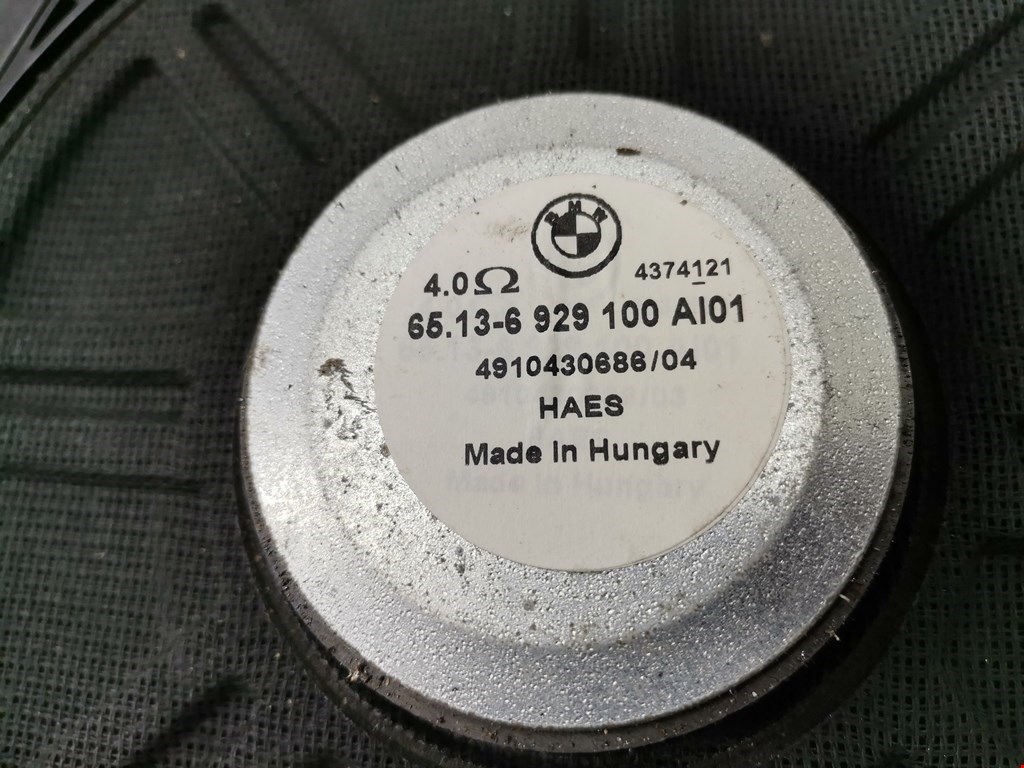 BMW
4.0Ω 4374121
65.13-6 929 100 AI01
4910430686/04
HAES
Made In Hungary